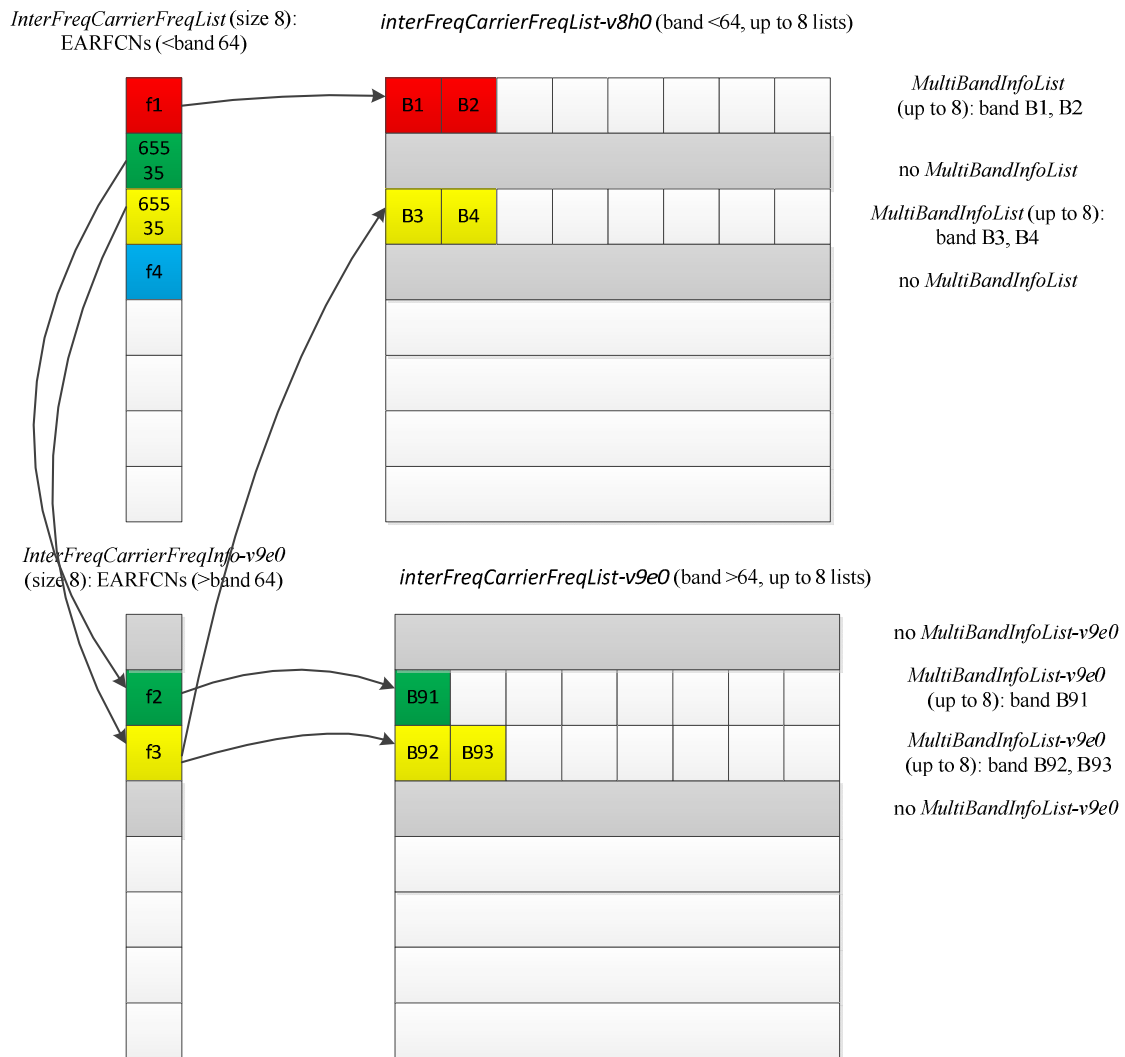 InterFreqCarrierFreqList (size 8):
EARFCNs (<band 64)
interFreqCarrierFreqList-v8h0 (band <64, up to 8 lists)
f1
B1 B2
MultiBandInfoList
(up to 8): band B1, B2
655
35
no MultiBandInfoList
655
35
B3 B4
MultiBandInfoList (up to 8):
band B3, B4
f4
no MultiBandInfoList
InterFreqCarrierFreqInfo-v9e0
(size 8): EARFCNs (>band 64)
interFreqCarrierFreqList-v9e0 (band >64, up to 8 lists)
no MultiBandInfoList-v9e0
f2
B91
MultiBandInfoList-v9e0
(up to 8): band B91
f3
B92 B93
MultiBandInfoList-v9e0
(up to 8): band B92, B93
no MultiBandInfoList-v9e0